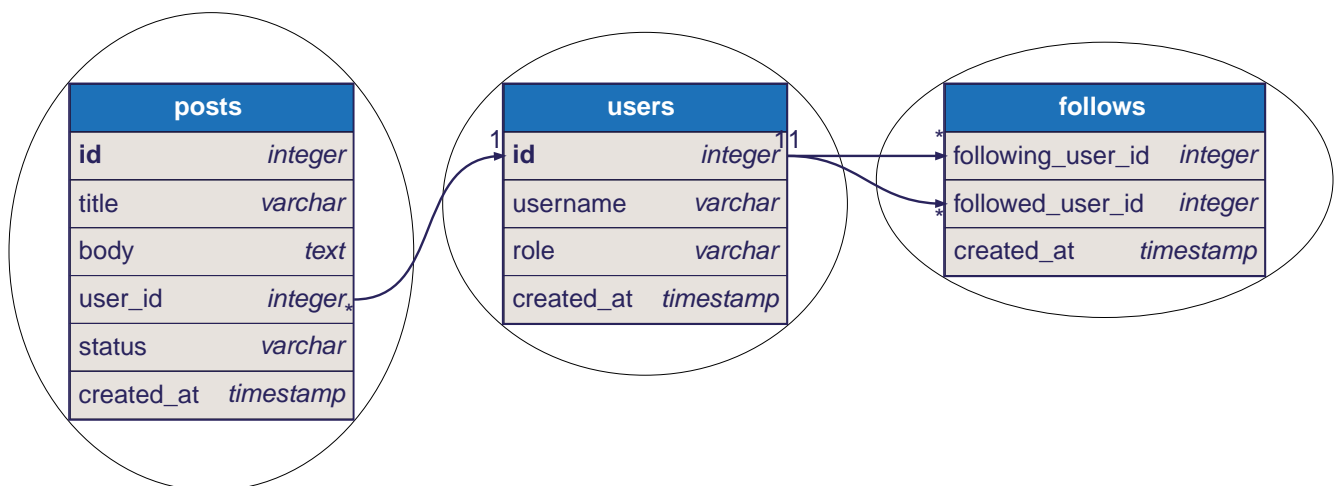 posts
id integer
title varchar
body text
user_id integer
*
status varchar
created_at timestamp
users
1
11
id integer
username varchar
role varchar
created_at timestamp
follows
*
following_user_id integer
followed_user_id integer
*
created_at timestamp